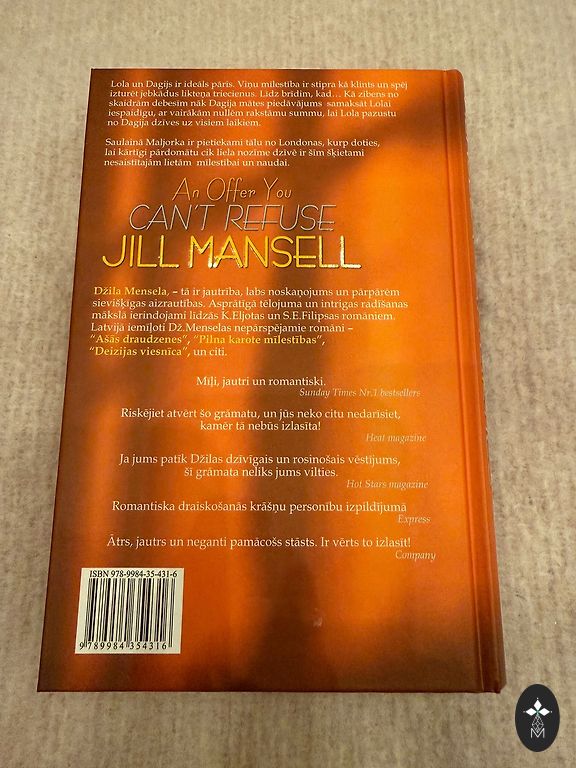 Lola un Dagijs ir ideāls pāris. Viņu mīlestība ir stipra kā klints un spēj
izturēt jebkādus likteņa triecienus. Līdz brīdim, kad... Kā zibens no
skaidrām debesīm nāk Dagija mātes piedāvājums samaksāt Lolai
iespaidīgu, ar vairākām nullēm rakstāmu summu, lai Lola pazustu
no Dagija dzīves uz visiem laikiem.
Saulainā Maljorka ir pietiekami tālu no Londonas, kurp doties,
lai kārtīgi pārdomātu cik liela nozīme dzīvē ir šīm šķietami
nesaistītajām lietām mīlestībai un naudai.
An Offer You
CAN'T REFUSE
JILL MANSELL
Džila Mensela, – tā ir jautrība, labs noskaņojums un pārpārēm
sievišķīgas aizrautības. Asprātīgā tēlojuma un intrigas radīšanas
mākslā ierindojami līdzās K.Eljotas un S.E.Filipsas romāniem.
Latvijā iemīļoti Dž.Menselas nepārspējamie romāni –
"Ašās draudzenes", "Pilna karote mīlestības",
"Deizijas viesnīca", un citi.
Mīļi, jautri un romantiski.
Sunday Times Nr.1 bestsellers
Riskējiet atvērt šo grāmatu, un jūs neko citu nedarīsiet,
kamēr tā nebūs izlasīta!
Heat magazine
Ja jums patīk Džilas dzīvīgais un rosinošais vēstījums,
šī grāmata neliks jums vilties.
Hot Stars magazine
Romantiska draiskošanās krāšņu personību izpildījumā
Express
Ātrs, jautrs un neganti pamācošs stāsts. Ir vērts to izlasīt!
Company
ISBN 978-9984-35-431-6
9 789984 354316
M